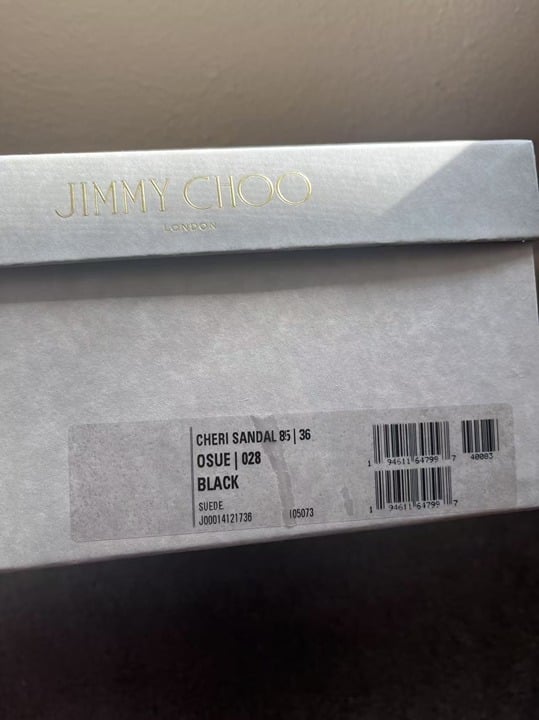 JIMMY CHOO
LONDON
CHERI SANDAL 85 | 36
OSUE | 028
BLACK
SUEDE
J00014121736 105073
1 94611 64799 7 40003
1 94611 64799 7